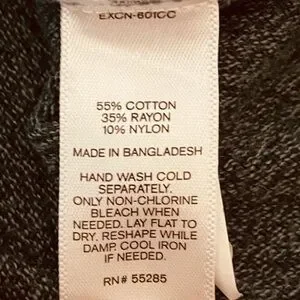 EXCN-601CC
55% COTTON
35% RAYON
10% NYLON
MADE IN BANGLADESH
HAND WASH COLD
SEPARATELY.
ONLY NON-CHLORINE
BLEACH WHEN
NEEDED. LAY FLAT TO
DRY. RESHAPE WHILE
DAMP. COOL IRON
IF NEEDED.
RN# 55285